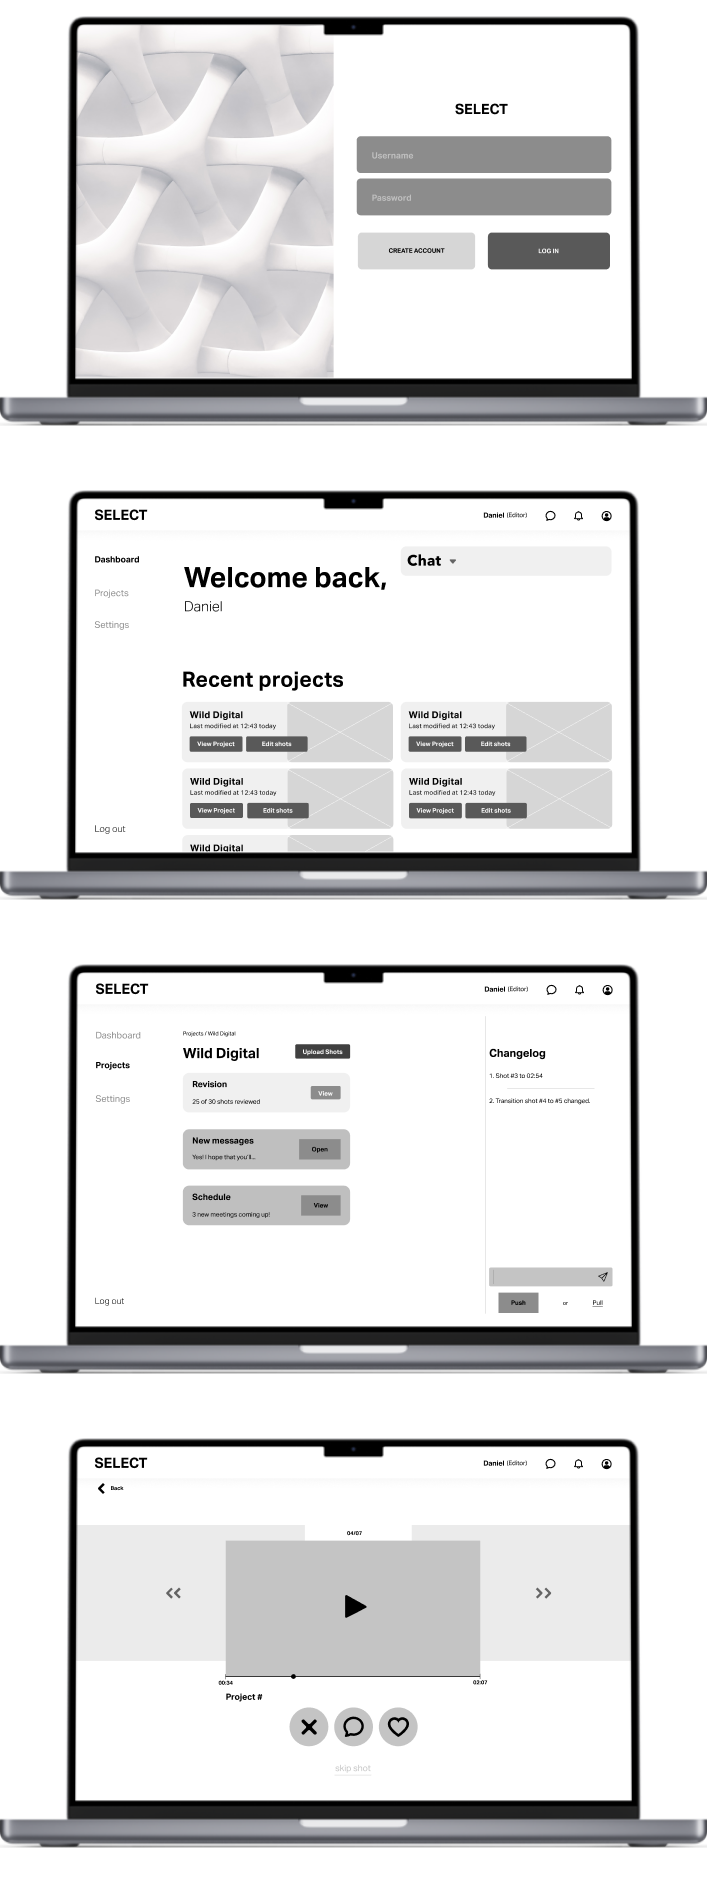 SELECT
Username
Password
CREATE ACCOUNT
LOG IN
SELECT
Daniel (Editor)
Dashboard
Projects
Settings
Log out
Welcome back,
Daniel
Chat
Recent projects
Wild Digital
Last modified at 12:43 today
View Project
Edit shots
Wild Digital
Last modified at 12:43 today
View Project
Edit shots
Wild Digital
Last modified at 12:43 today
View Project
Edit shots
Wild Digital
Last modified at 12:43 today
View Project
Edit shots
Wild Digital
SELECT
Daniel (Editor)
Dashboard
Projects
Settings
Log out
Projects / Wild Digital
Wild Digital
Upload Shots
Revision
25 of 30 shots reviewed
View
New messages
Yes! I hope that you'll...
Open
Schedule
3 new meetings coming up!
View
Changelog
1. Shot #3 to 02:54
2. Transition shot #4 to #5 changed.
Push
or
Pull
SELECT
Daniel (Editor)
Back
04/07
00:34
02:07
Project #
skip shot